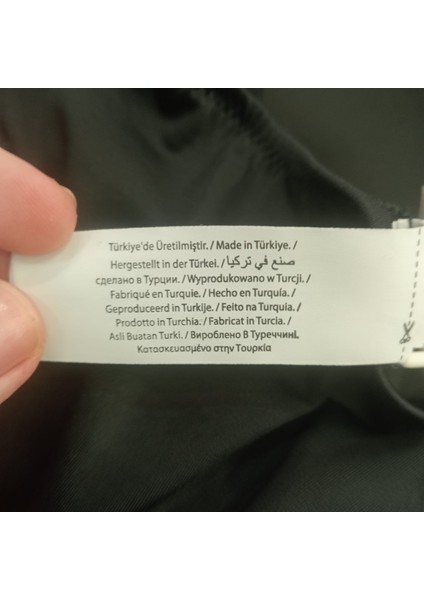 Türkiye'de Üretilmiştir. / Made in Türkiye. /
Hergestellt in der Türkei. / صنع في تركيا /
сделано в Турции. / Wyprodukowano w Turcji. /
Fabriqué en Turquie. / Hecho en Turquía. /
Geproduceerd in Turkije. / Feito na Turquia. /
Prodotto in Turchia. / Fabricat in Turcia. /
Asli Buatan Turki. / Вироблено В Туреччині.
Κατασκευασμένο στην Τουρκία